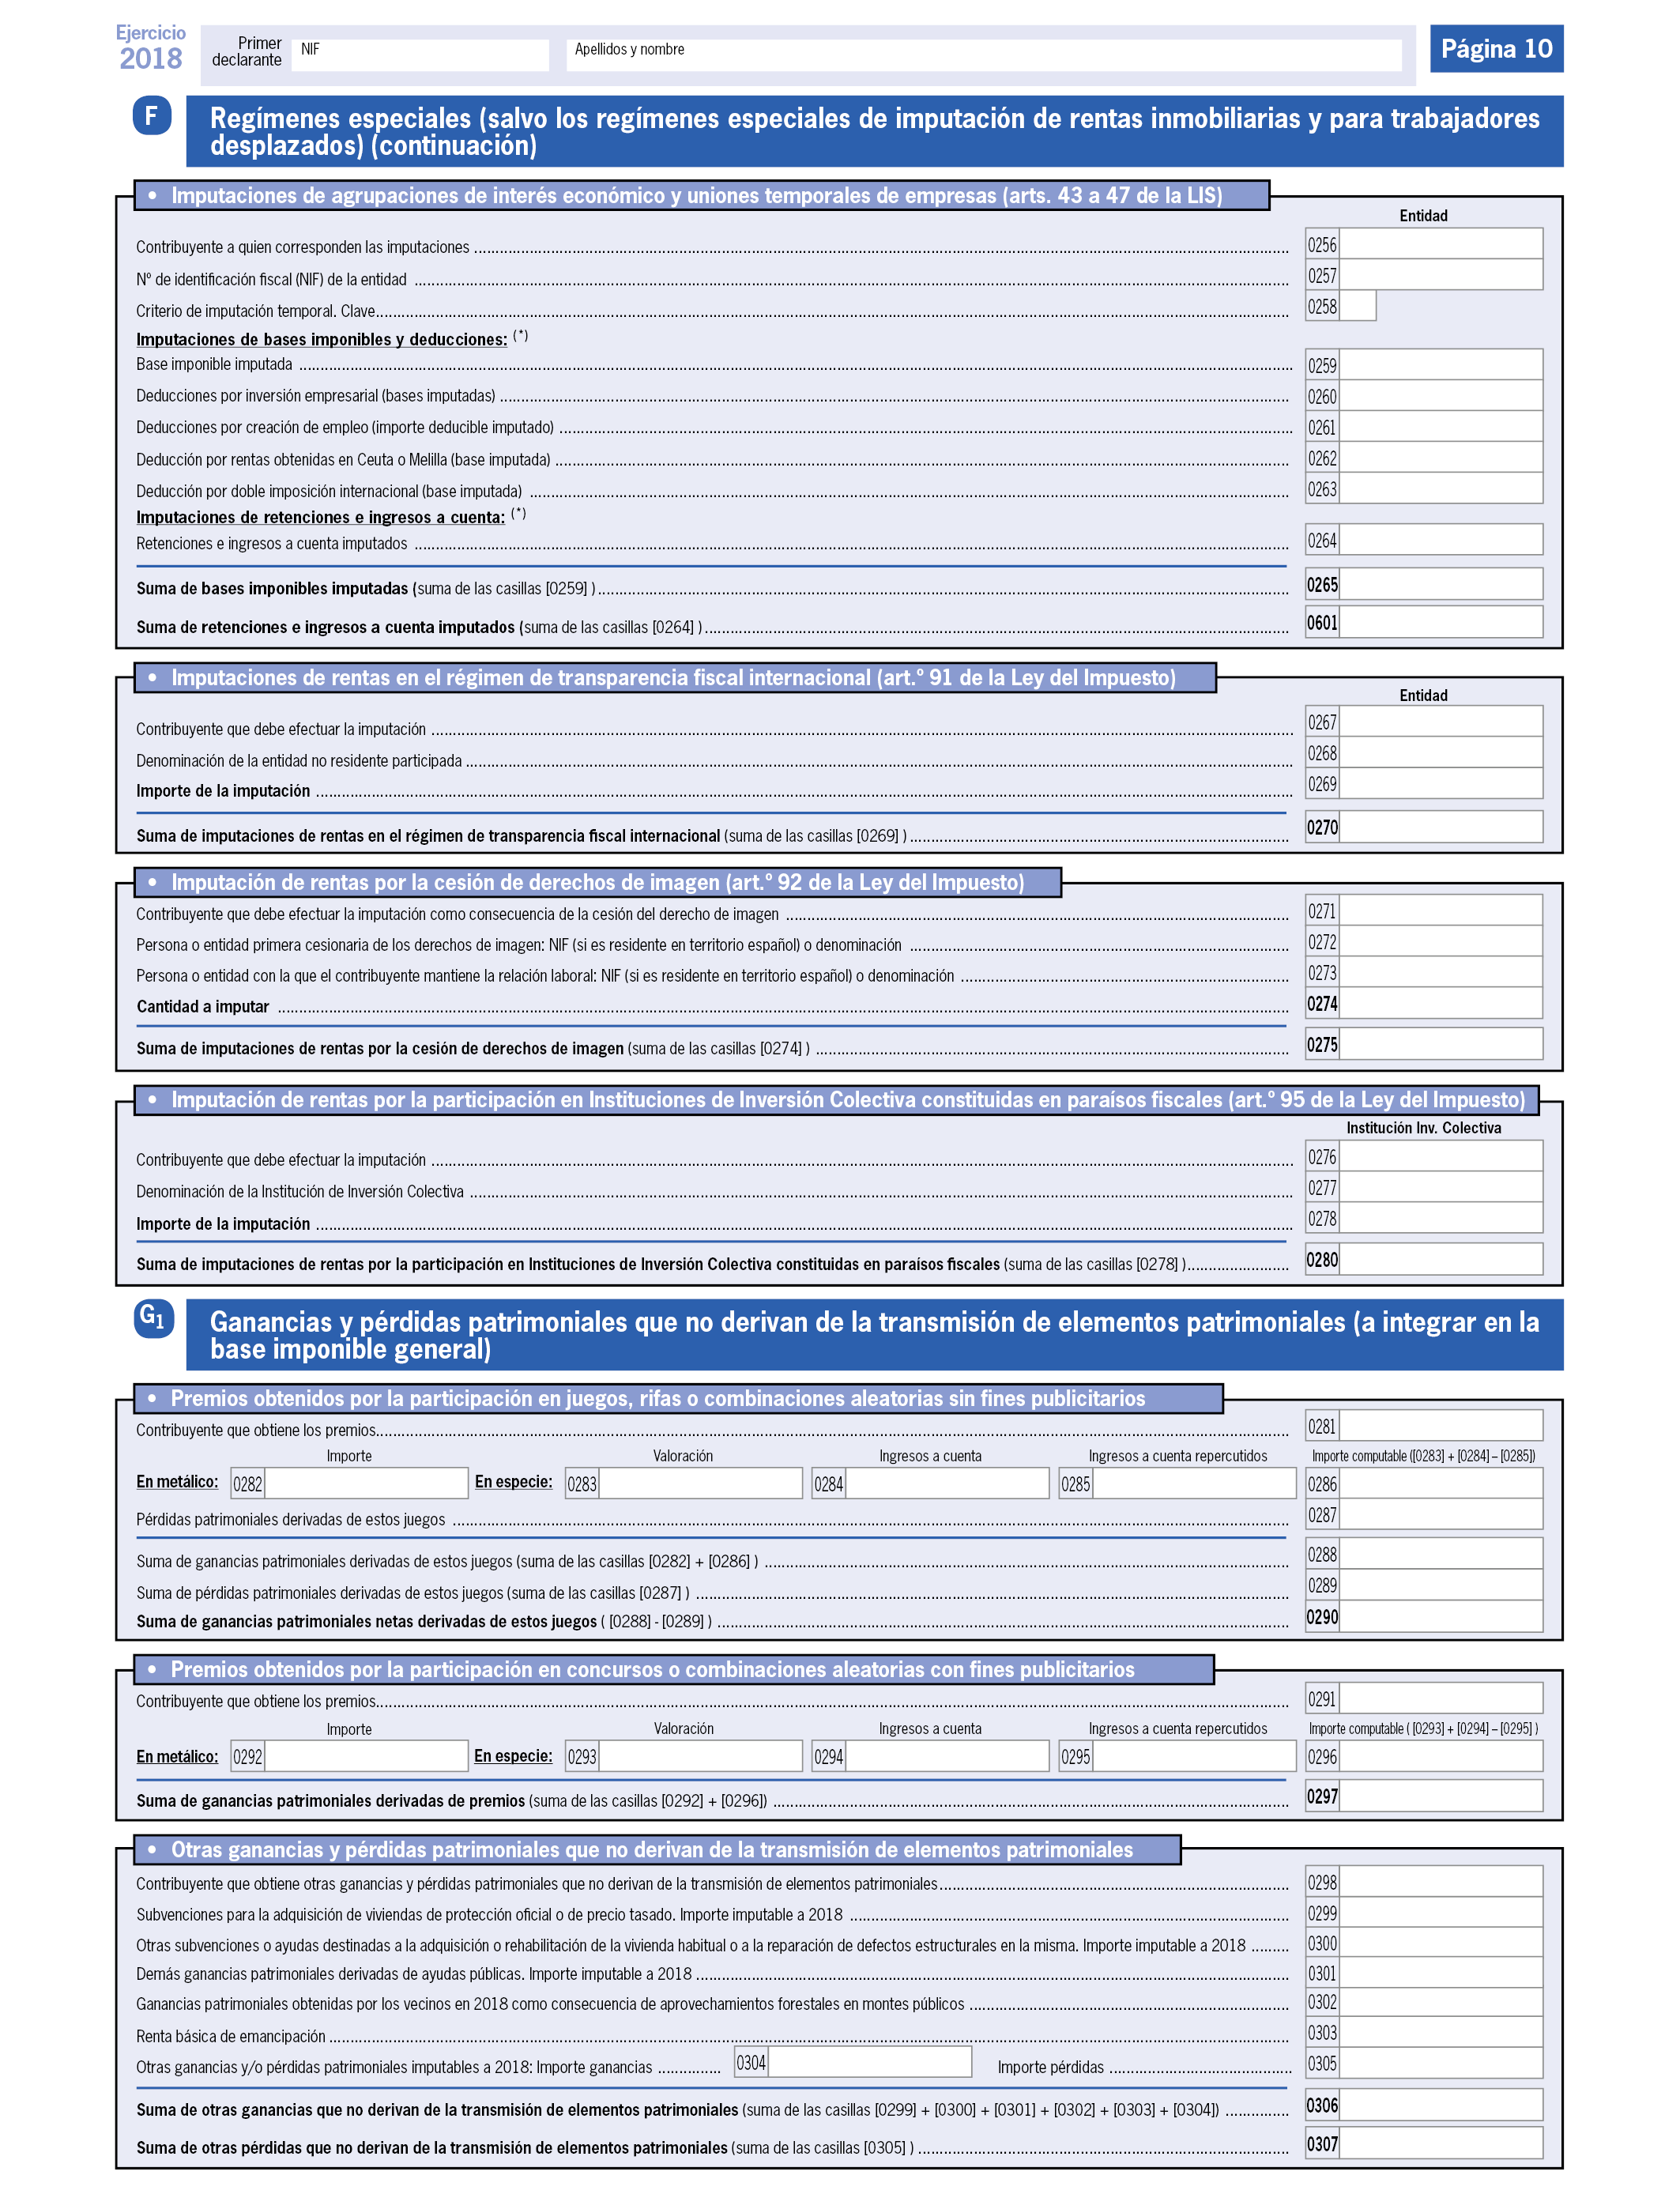 Ejercicio
2018
Primer
declarante
NIF
Apellidos y nombre
Página 10
F
Regímenes especiales (salvo los regímenes especiales de imputación de rentas inmobiliarias y para trabajadores
desplazados) (continuación)
• Imputaciones de agrupaciones de interés económico y uniones temporales de empresas (arts. 43 a 47 de la LIS)
Entidad
Contribuyente a quien corresponden las imputaciones 0256
Nº de identificación fiscal (NIF) de la entidad 0257
Criterio de imputación temporal. Clave 0258
Imputaciones de bases imponibles y deducciones: (*)
Base imponible imputada 0259
Deducciones por inversión empresarial (bases imputadas) 0260
Deducciones por creación de empleo (importe deducible imputado) 0261
Deducción por rentas obtenidas en Ceuta o Melilla (base imputada) 0262
Deducción por doble imposición internacional (base imputada) 0263
Imputaciones de retenciones e ingresos a cuenta: (*)
Retenciones e ingresos a cuenta imputados 0264
Suma de bases imponibles imputadas (suma de las casillas [0259] ) 0265
Suma de retenciones e ingresos a cuenta imputados (suma de las casillas [0264] ) 0601
• Imputaciones de rentas en el régimen de transparencia fiscal internacional (art.º 91 de la Ley del Impuesto)
Entidad
Contribuyente que debe efectuar la imputación 0267
Denominación de la entidad no residente participada 0268
Importe de la imputación 0269
Suma de imputaciones de rentas en el régimen de transparencia fiscal internacional (suma de las casillas [0269] ) 0270
• Imputación de rentas por la cesión de derechos de imagen (art.º 92 de la Ley del Impuesto)
Contribuyente que debe efectuar la imputación como consecuencia de la cesión del derecho de imagen 0271
Persona o entidad primera cesionaria de los derechos de imagen: NIF (si es residente en territorio español) o denominación 0272
Persona o entidad con la que el contribuyente mantiene la relación laboral: NIF (si es residente en territorio español) o denominación 0273
Cantidad a imputar 0274
Suma de imputaciones de rentas por la cesión de derechos de imagen (suma de las casillas [0274] ) 0275
• Imputación de rentas por la participación en Instituciones de Inversión Colectiva constituidas en paraísos fiscales (art.º 95 de la Ley del Impuesto)
Institución Inv. Colectiva
Contribuyente que debe efectuar la imputación 0276
Denominación de la Institución de Inversión Colectiva 0277
Importe de la imputación 0278
Suma de imputaciones de rentas por la participación en Instituciones de Inversión Colectiva constituidas en paraísos fiscales (suma de las casillas [0278] ) 0280
G1
Ganancias y pérdidas patrimoniales que no derivan de la transmisión de elementos patrimoniales (a integrar en la
base imponible general)
• Premios obtenidos por la participación en juegos, rifas o combinaciones aleatorias sin fines publicitarios
Contribuyente que obtiene los premios 0281
Importe Valoración Ingresos a cuenta Ingresos a cuenta repercutidos Importe computable ([0283] + [0284] – [0285])
En metálico: 0282 En especie: 0283 0284 0285 0286
Pérdidas patrimoniales derivadas de estos juegos 0287
Suma de ganancias patrimoniales derivadas de estos juegos (suma de las casillas [0282] + [0286] ) 0288
Suma de pérdidas patrimoniales derivadas de estos juegos (suma de las casillas [0287] ) 0289
Suma de ganancias patrimoniales netas derivadas de estos juegos ( [0288] - [0289] ) 0290
• Premios obtenidos por la participación en concursos o combinaciones aleatorias con fines publicitarios
Contribuyente que obtiene los premios 0291
Importe Valoración Ingresos a cuenta Ingresos a cuenta repercutidos Importe computable ( [0293] + [0294] – [0295] )
En metálico: 0292 En especie: 0293 0294 0295 0296
Suma de ganancias patrimoniales derivadas de premios (suma de las casillas [0292] + [0296]) 0297
• Otras ganancias y pérdidas patrimoniales que no derivan de la transmisión de elementos patrimoniales
Contribuyente que obtiene otras ganancias y pérdidas patrimoniales que no derivan de la transmisión de elementos patrimoniales 0298
Subvenciones para la adquisición de viviendas de protección oficial o de precio tasado. Importe imputable a 2018 0299
Otras subvenciones o ayudas destinadas a la adquisición o rehabilitación de la vivienda habitual o a la reparación de defectos estructurales en la misma. Importe imputable a 2018 0300
Demás ganancias patrimoniales derivadas de ayudas públicas. Importe imputable a 2018 0301
Ganancias patrimoniales obtenidas por los vecinos en 2018 como consecuencia de aprovechamientos forestales en montes públicos 0302
Renta básica de emancipación 0303
Otras ganancias y/o pérdidas patrimoniales imputables a 2018: Importe ganancias 0304 Importe pérdidas 0305
Suma de otras ganancias que no derivan de la transmisión de elementos patrimoniales (suma de las casillas [0299] + [0300] + [0301] + [0302] + [0303] + [0304]) 0306
Suma de otras pérdidas que no derivan de la transmisión de elementos patrimoniales (suma de las casillas [0305] ) 0307